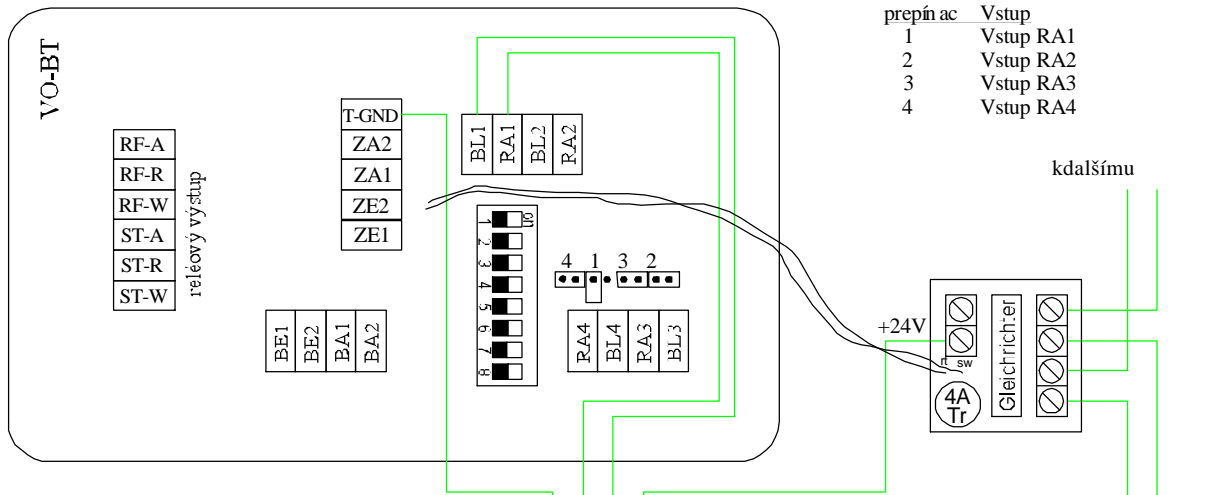 VO-BT
prepín ac Vstup
1 Vstup RA1
2 Vstup RA2
3 Vstup RA3
4 Vstup RA4
RF-A
RF-R
RF-W
ST-A
ST-R
ST-W
reléový výstup
T-GND
ZA2
ZA1
ZE2
ZE1
BL1
RA1
BL2
RA2
on
1
2
3
4
5
6
7
8
4 1 3 2
BE1
BE2
BA1
BA2
RA4
BL4
RA3
BL3
kdalšímu
+24V
rt sw
4A
Tr
Gleichrichter